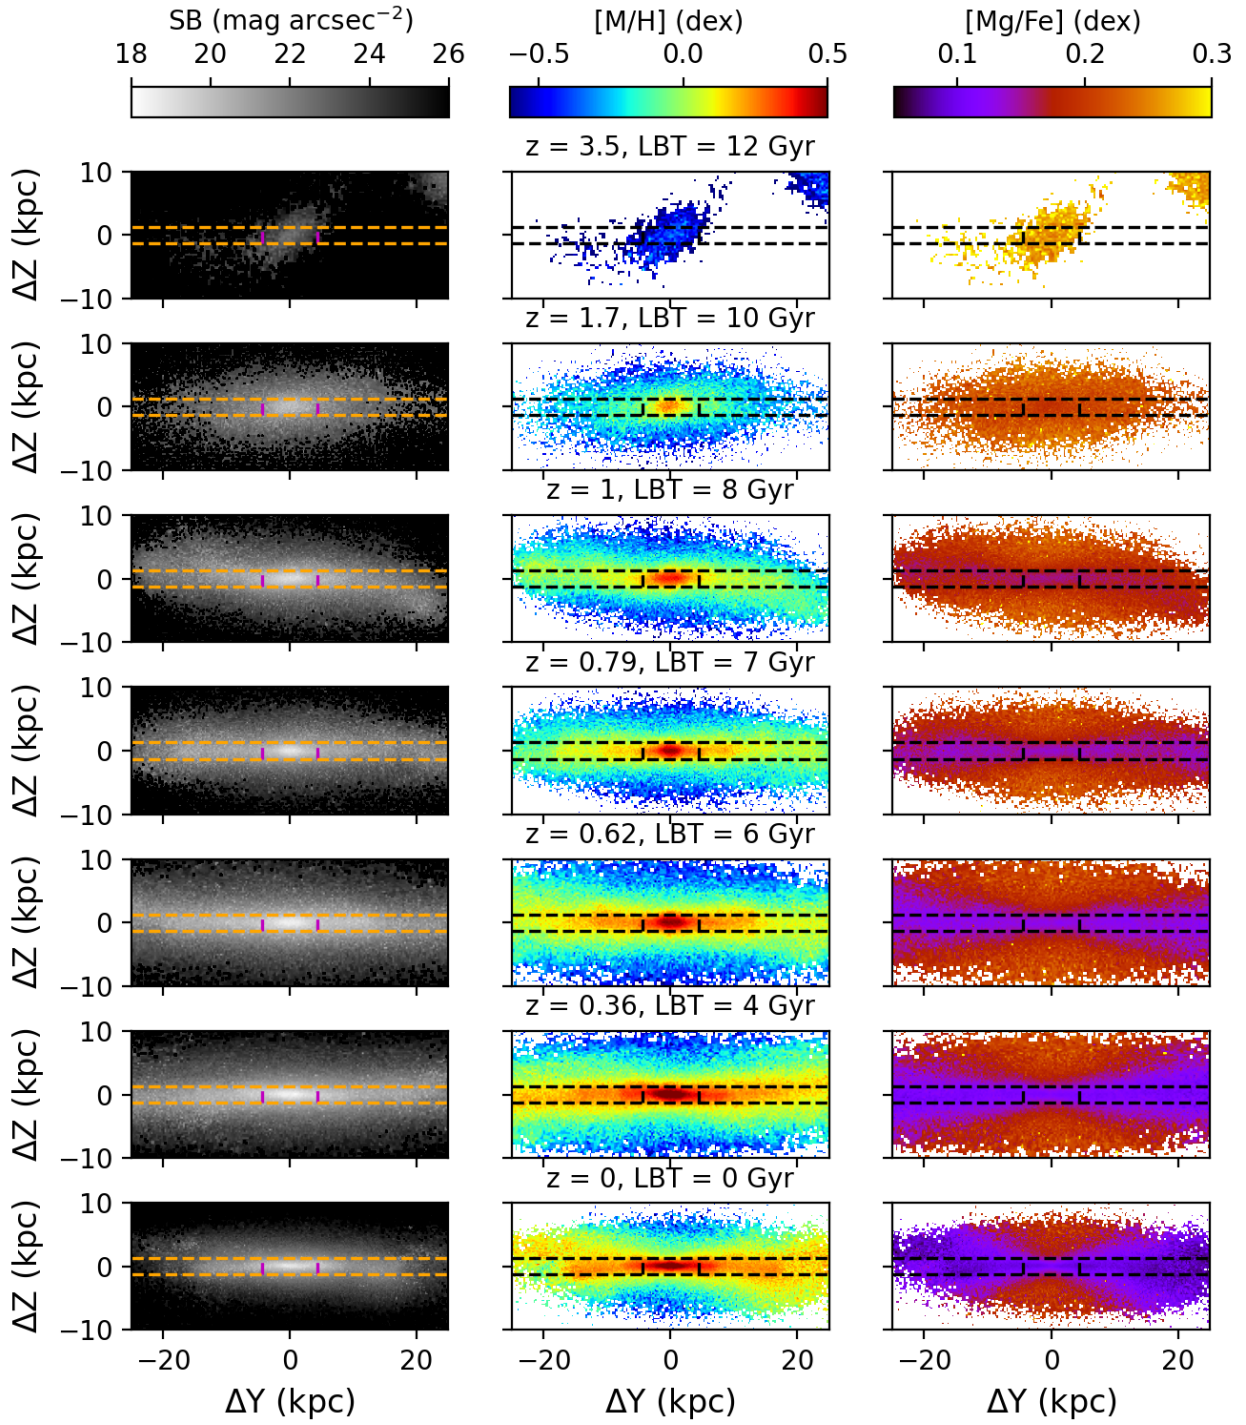 SB (mag arcsec⁻²) [M/H] (dex) [Mg/Fe] (dex)
18 20 22 24 26 −0.5 0.0 0.5 0.1 0.2 0.3
z = 3.5, LBT = 12 Gyr
10
0
−10
ΔZ (kpc)
z = 1.7, LBT = 10 Gyr
10
0
−10
ΔZ (kpc)
z = 1, LBT = 8 Gyr
10
0
−10
ΔZ (kpc)
z = 0.79, LBT = 7 Gyr
10
0
−10
ΔZ (kpc)
z = 0.62, LBT = 6 Gyr
10
0
−10
ΔZ (kpc)
z = 0.36, LBT = 4 Gyr
10
0
−10
ΔZ (kpc)
z = 0, LBT = 0 Gyr
10
0
−10
ΔZ (kpc)
−20 0 20 −20 0 20 −20 0 20
ΔY (kpc) ΔY (kpc) ΔY (kpc)